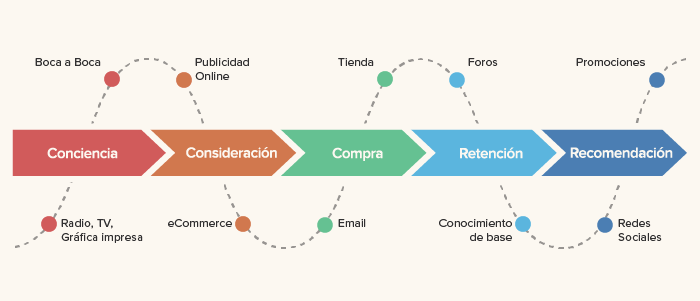 Boca a Boca
Publicidad
Online
Tienda
Foros
Promociones
Conciencia
Consideración
Compra
Retención
Recomendación
Radio, TV,
Gráfica impresa
eCommerce
Email
Conocimiento
de base
Redes
Sociales